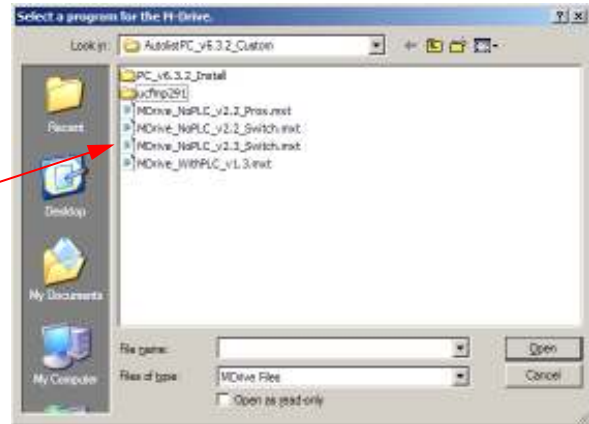 Select a program for the M-Drive.
Look in:
AutolistPC_v6.3.2_Custom
PC_v6.3.2_Install
ucfmp291
MDrive_NoPLC_v2.2_Prox.mxt
MDrive_NoPLC_v2.2_Switch.mxt
MDrive_NoPLC_v2.3_Switch.mxt
MDrive_WithPLC_v1.3.mxt
Recent
Desktop
My Documents
My Computer
File name:
Open
Files of type:
MDrive Files
Cancel
Open as read-only